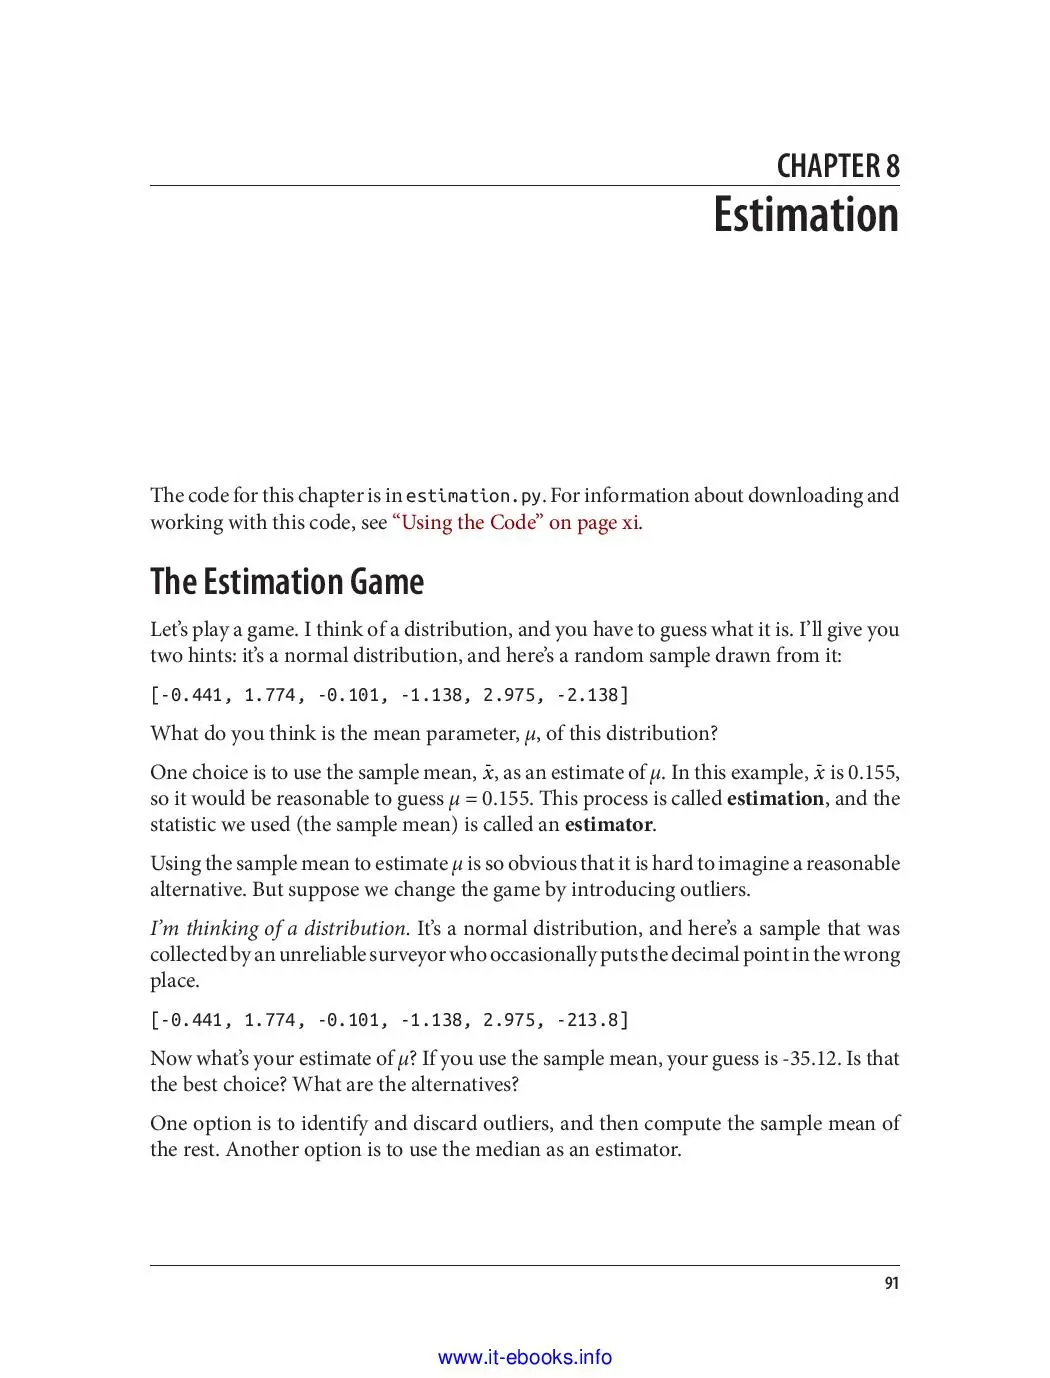 CHAPTER 8
Estimation
The code for this chapter is in estimation.py. For information about downloading and
working with this code, see “Using the Code” on page xi.
The Estimation Game
Let’s play a game. I think of a distribution, and you have to guess what it is. I’ll give you
two hints: it’s a normal distribution, and here’s a random sample drawn from it:
[-0.441, 1.774, -0.101, -1.138, 2.975, -2.138]
What do you think is the mean parameter, μ, of this distribution?
One choice is to use the sample mean, x̄, as an estimate of μ. In this example, x̄ is 0.155,
so it would be reasonable to guess μ = 0.155. This process is called estimation, and the
statistic we used (the sample mean) is called an estimator.
Using the sample mean to estimate μ is so obvious that it is hard to imagine a reasonable
alternative. But suppose we change the game by introducing outliers.
I’m thinking of a distribution. It’s a normal distribution, and here’s a sample that was
collected by an unreliable surveyor who occasionally puts the decimal point in the wrong
place.
[-0.441, 1.774, -0.101, -1.138, 2.975, -213.8]
Now what’s your estimate of μ? If you use the sample mean, your guess is -35.12. Is that
the best choice? What are the alternatives?
One option is to identify and discard outliers, and then compute the sample mean of
the rest. Another option is to use the median as an estimator.
91
www.it-ebooks.info